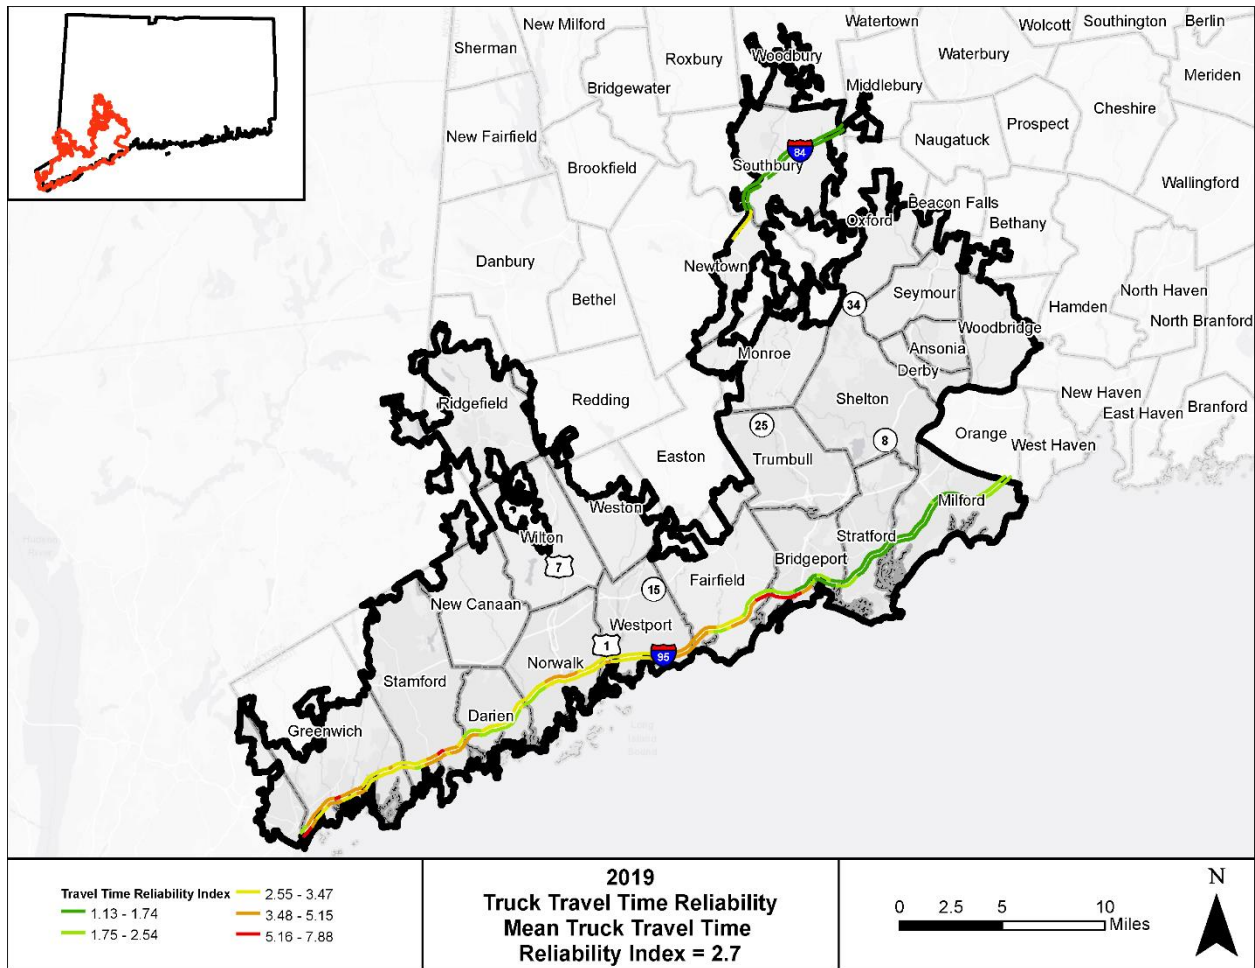 New Milford
Watertown
Wolcott
Southington
Berlin
Sherman
Roxbury
Woodbury
Waterbury
Meriden
Bridgewater
Middlebury
Cheshire
New Fairfield
Naugatuck
Prospect
Brookfield
84
Southbury
Wallingford
Beacon Falls
Oxford
Bethany
Danbury
Newtown
Bethel
Seymour
North Haven
34
Hamden
Woodbridge
North Branford
Ansonia
Monroe
Derby
Ridgefield
Redding
Shelton
New Haven
East Haven
Branford
25
Orange
8
West Haven
Easton
Trumbull
Weston
Milford
Wilton
Stratford
Bridgeport
7
Fairfield
15
New Canaan
Westport
1
95
Norwalk
Stamford
Darien
Greenwich
Travel Time Reliability Index
1.13 - 1.74
1.75 - 2.54
2.55 - 3.47
3.48 - 5.15
5.16 - 7.88
2019
Truck Travel Time Reliability
Mean Truck Travel Time
Reliability Index = 2.7
0 2.5 5 10
Miles
N